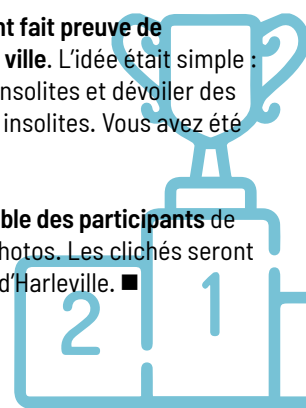 nt fait preuve de
ville. L’idée était simple :
nsolites et dévoiler des
insolites. Vous avez été
ble des participants de
hotos. Les clichés seront
d’Harleville. ■
1
2